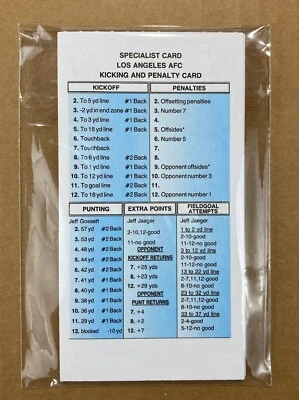 SPECIALIST CARD
LOS ANGELES AFC
KICKING AND PENALTY CARD
KICKOFF
2. To 5 yd line #1 Back
3. -2 yd in end zone #1 Back
4. To 3 yd line #1 Back
5. To 15 yd line #1 Back
6. Touchback
7. Touchback
8. To 6 yd line #2 Back
9. To 1 yd line #1 Back
10. To 12 yd line #1 Back
11. To goal line #2 Back
12. To 18 yd line #2 Back
PENALTIES
2. Offsetting penalties
3. Number 7
4.
5. Offsides*
6. Number 5
7.
8.
9. Opponent offsides*
10. Opponent number 3
11.
12. Opponent number 1
PUNTING
Jeff Gossett
2. 57 yd #2 Back
3. 53 yd #2 Back
4. 51 yd #2 Back
5. 48 yd #2 Back
6. 44 yd #2 Back
7. 42 yd #2 Back
8. 40 yd #1 Back
9. 38 yd #1 Back
10. 36 yd #1 Back
11. 29 yd #1 Back
12. blocked -10 yd
EXTRA POINTS
Jeff Jaeger
2-10,12-good
11-no good
OPPONENT
KICKOFF RETURNS
7. +25 yds
8. +23 yds
12. +29 yds
OPPONENT
PUNT RETURNS
7. +4
8. +2
12. +7
FIELDGOAL
ATTEMPTS
Jeff Jaeger
1 to 2 yd line
2-10-good
11-12-no good
3 to 12 yd line
2-10-good
11-12-no good
13 to 22 yd line
2-7,11,12-good
8-10-no good
23 to 32 yd line
2-7,11,12-good
8-10-no good
33 to 37 yd line
2-4-good
5-12-no good